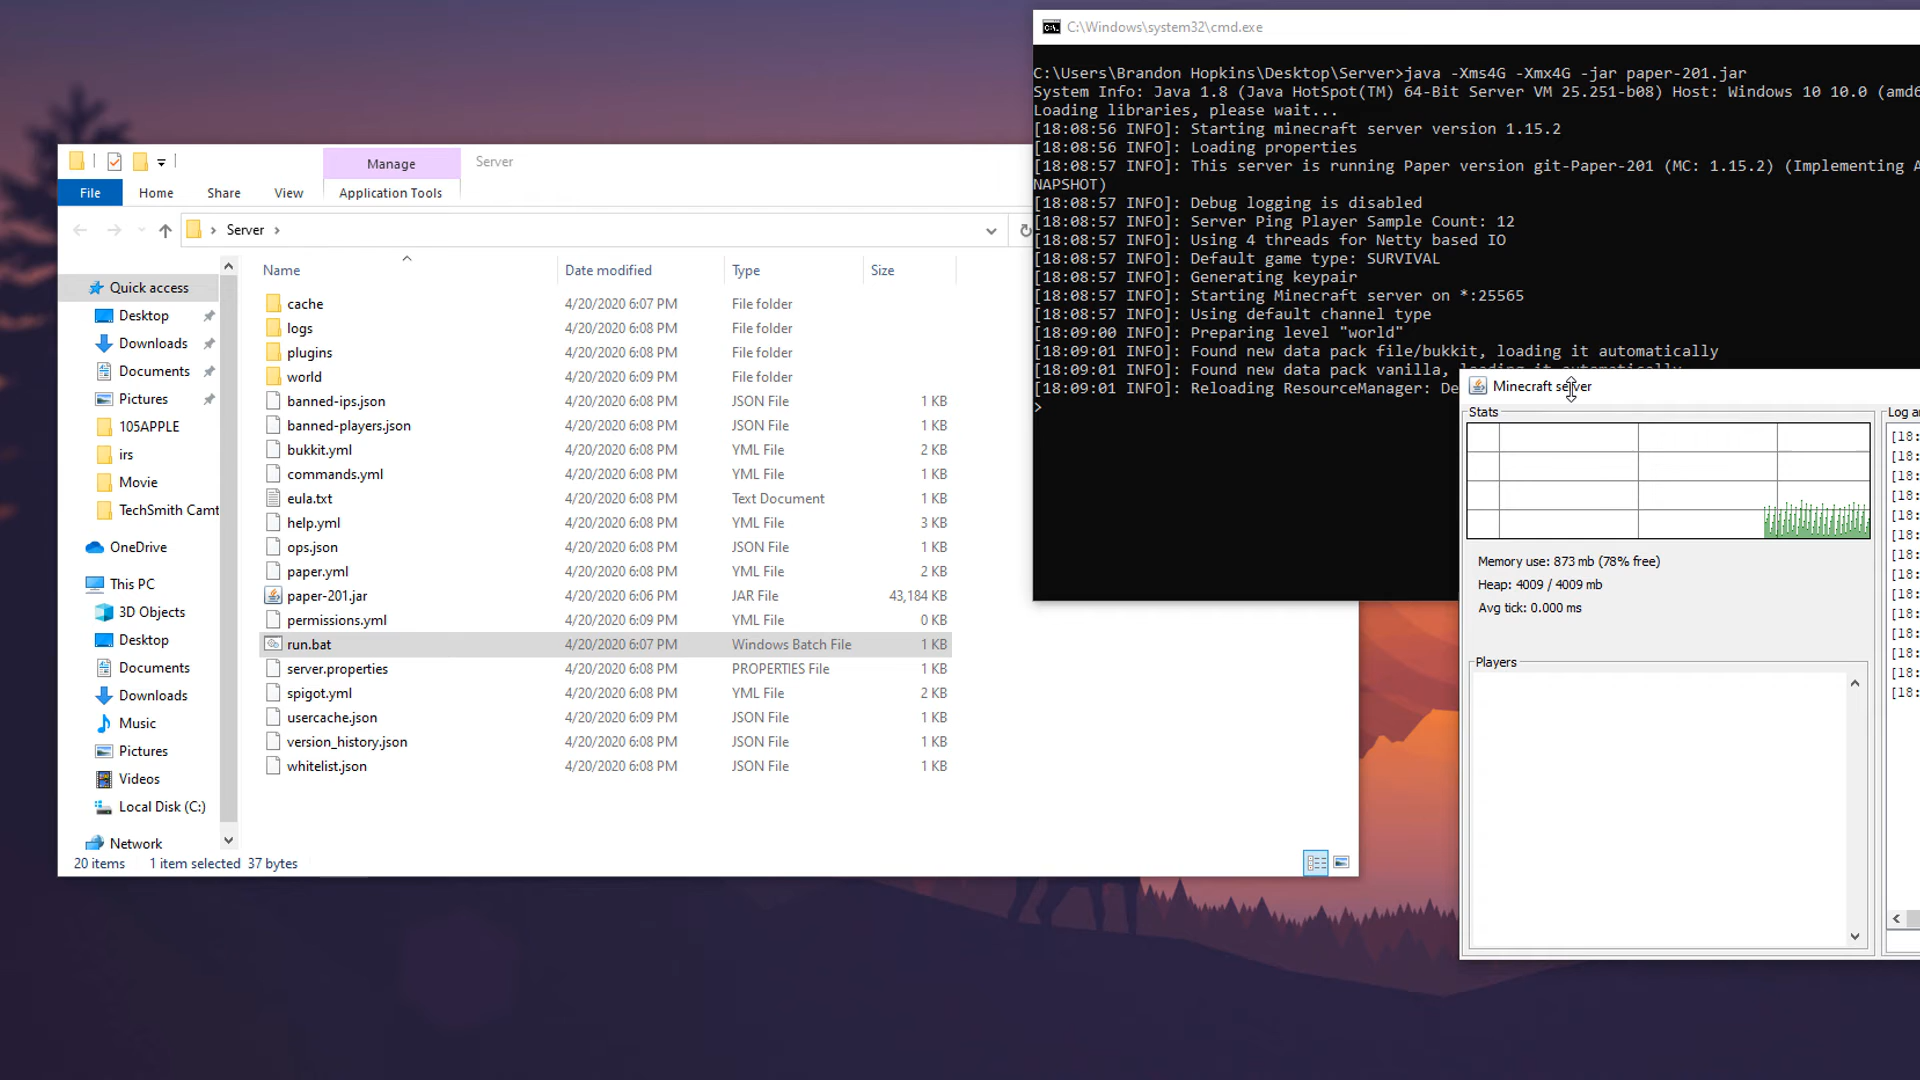 Manage
Server
File
Home
Share
View
Application Tools
Server
Name
Date modified
Type
Size
Quick access
Desktop
Downloads
Documents
Pictures
105APPLE
irs
Movie
TechSmith Camt
OneDrive
This PC
3D Objects
Desktop
Documents
Downloads
Music
Pictures
Videos
Local Disk (C:)
Network
cache 4/20/2020 6:07 PM File folder
logs 4/20/2020 6:08 PM File folder
plugins 4/20/2020 6:08 PM File folder
world 4/20/2020 6:09 PM File folder
banned-ips.json 4/20/2020 6:08 PM JSON File 1 KB
banned-players.json 4/20/2020 6:08 PM JSON File 1 KB
bukkit.yml 4/20/2020 6:08 PM YML File 2 KB
commands.yml 4/20/2020 6:08 PM YML File 1 KB
eula.txt 4/20/2020 6:08 PM Text Document 1 KB
help.yml 4/20/2020 6:08 PM YML File 3 KB
ops.json 4/20/2020 6:08 PM JSON File 1 KB
paper.yml 4/20/2020 6:08 PM YML File 2 KB
paper-201.jar 4/20/2020 6:06 PM JAR File 43,184 KB
permissions.yml 4/20/2020 6:09 PM YML File 0 KB
run.bat 4/20/2020 6:07 PM Windows Batch File 1 KB
server.properties 4/20/2020 6:08 PM PROPERTIES File 1 KB
spigot.yml 4/20/2020 6:08 PM YML File 2 KB
usercache.json 4/20/2020 6:09 PM JSON File 1 KB
version_history.json 4/20/2020 6:08 PM JSON File 1 KB
whitelist.json 4/20/2020 6:08 PM JSON File 1 KB
20 items 1 item selected 37 bytes
C:\Windows\system32\cmd.exe
C:\Users\Brandon Hopkins\Desktop\Server>java -Xms4G -Xmx4G -jar paper-201.jar
System Info: Java 1.8 (Java HotSpot(TM) 64-Bit Server VM 25.251-b08) Host: Windows 10 10.0 (amd6
Loading libraries, please wait...
[18:08:56 INFO]: Starting minecraft server version 1.15.2
[18:08:56 INFO]: Loading properties
[18:08:57 INFO]: This server is running Paper version git-Paper-201 (MC: 1.15.2) (Implementing A
NAPSHOT)
[18:08:57 INFO]: Debug logging is disabled
[18:08:57 INFO]: Server Ping Player Sample Count: 12
[18:08:57 INFO]: Using 4 threads for Netty based IO
[18:08:57 INFO]: Default game type: SURVIVAL
[18:08:57 INFO]: Generating keypair
[18:08:57 INFO]: Starting Minecraft server on *:25565
[18:08:57 INFO]: Using default channel type
[18:09:00 INFO]: Preparing level "world"
[18:09:01 INFO]: Found new data pack file/bukkit, loading it automatically
[18:09:01 INFO]: Found new data pack vanilla, loading it automatically
[18:09:01 INFO]: Reloading ResourceManager: De
>
Minecraft server
Stats
Memory use: 873 mb (78% free)
Heap: 4009 / 4009 mb
Avg tick: 0.000 ms
Players
Log a
[18:
[18:
[18:
[18:
[18:
[18:
[18:
[18:
[18:
[18:
[18:
[18:
[18:
[18: